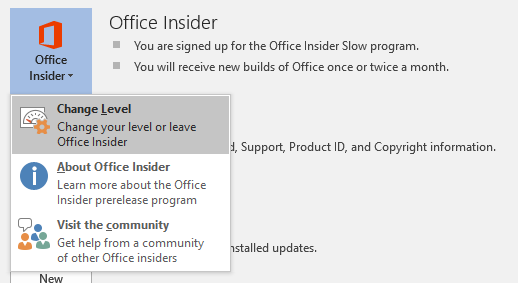 Office Insider
You are signed up for the Office Insider Slow program.
You will receive new builds of Office once or twice a month.
Office
Insider
Change Level
Change your level or leave
Office Insider
About Office Insider
Learn more about the Office
Insider prerelease program
Visit the community
Get help from a community
of other Office insiders
d, Support, Product ID, and Copyright information.
nstalled updates.
New